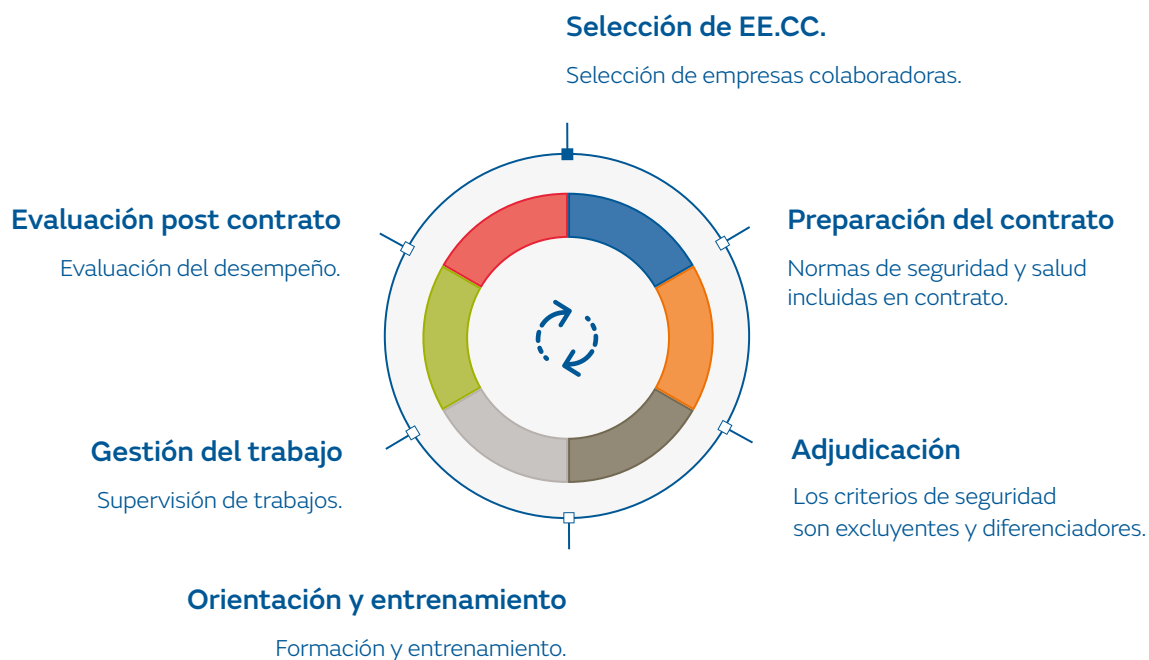 Selección de EE.CC.
Selección de empresas colaboradoras.
Evaluación post contrato
Evaluación del desempeño.
Preparación del contrato
Normas de seguridad y salud
incluidas en contrato.
Gestión del trabajo
Supervisión de trabajos.
Adjudicación
Los criterios de seguridad
son excluyentes y diferenciadores.
Orientación y entrenamiento
Formación y entrenamiento.